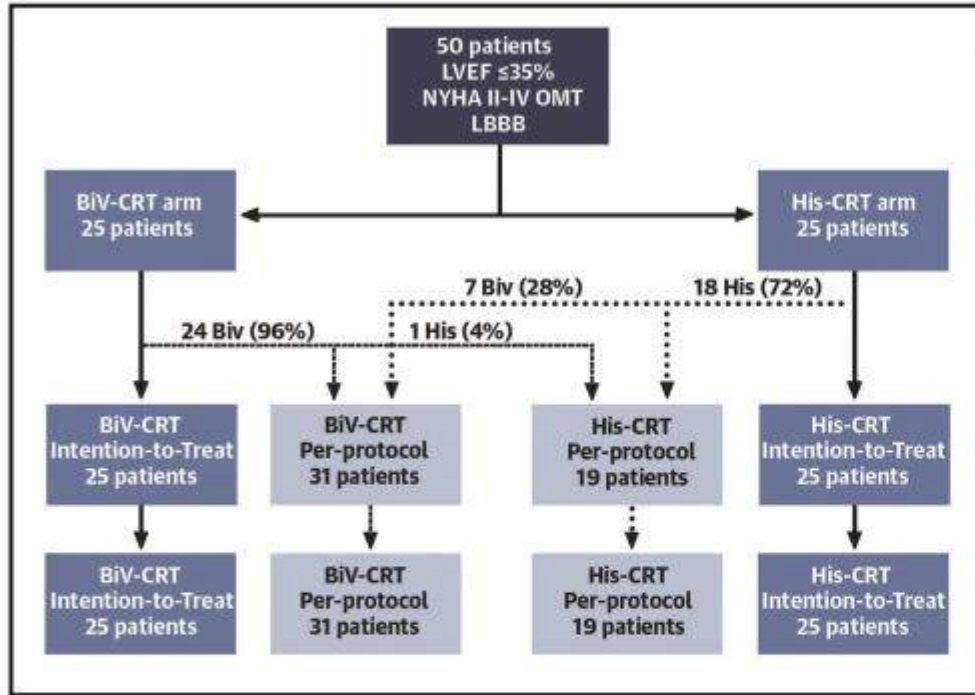 50 patients
LVEF ≤35%
NYHA II-IV OMT
LBBB
BiV-CRT arm
25 patients
His-CRT arm
25 patients
7 Biv (28%)
18 His (72%)
24 Biv (96%)
1 His (4%)
BiV-CRT
Intention-to-Treat
25 patients
BiV-CRT
Per-protocol
31 patients
His-CRT
Per-protocol
19 patients
His-CRT
Intention-to-Treat
25 patients
BiV-CRT
Intention-to-Treat
25 patients
BiV-CRT
Per-protocol
31 patients
His-CRT
Per-protocol
19 patients
His-CRT
Intention-to-Treat
25 patients